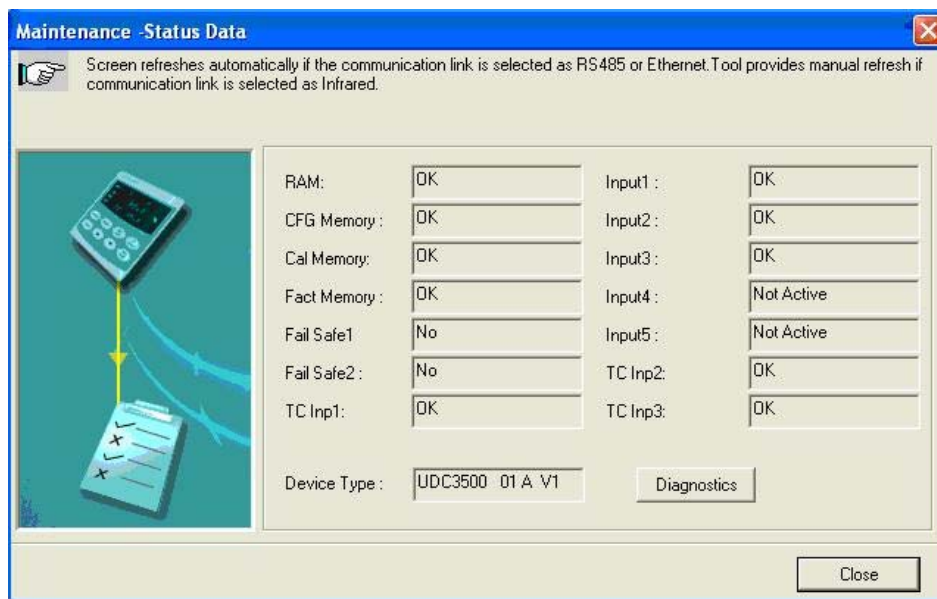 Maintenance -Status Data
Screen refreshes automatically if the communication link is selected as RS485 or Ethernet.Tool provides manual refresh if
communication link is selected as Infrared.
RAM: OK Input1 : OK
CFG Memory : OK Input2 : OK
Cal Memory: OK Input3 : OK
Fact Memory : OK Input4 : Not Active
Fail Safe1 No Input5 : Not Active
Fail Safe2 : No TC Inp2: OK
TC Inp1: OK TC Inp3: OK
Device Type : UDC3500 01 A V1 Diagnostics
Close